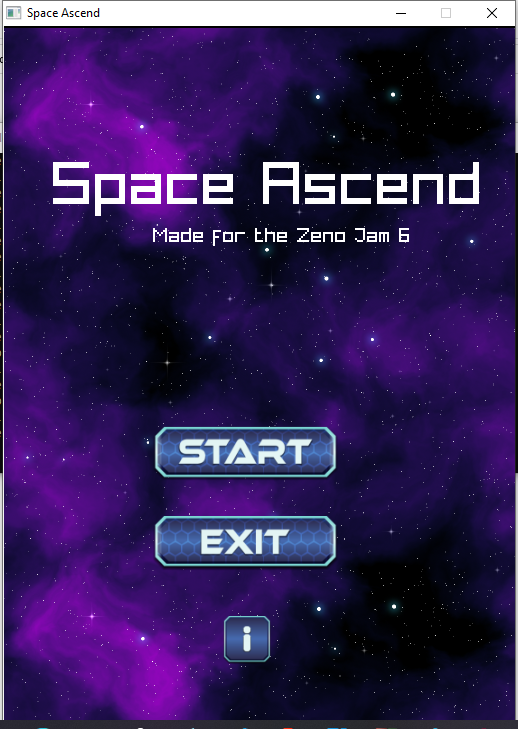 Space Ascend
Space Ascend
Made for the Zeno Jam 6
START
EXIT
i